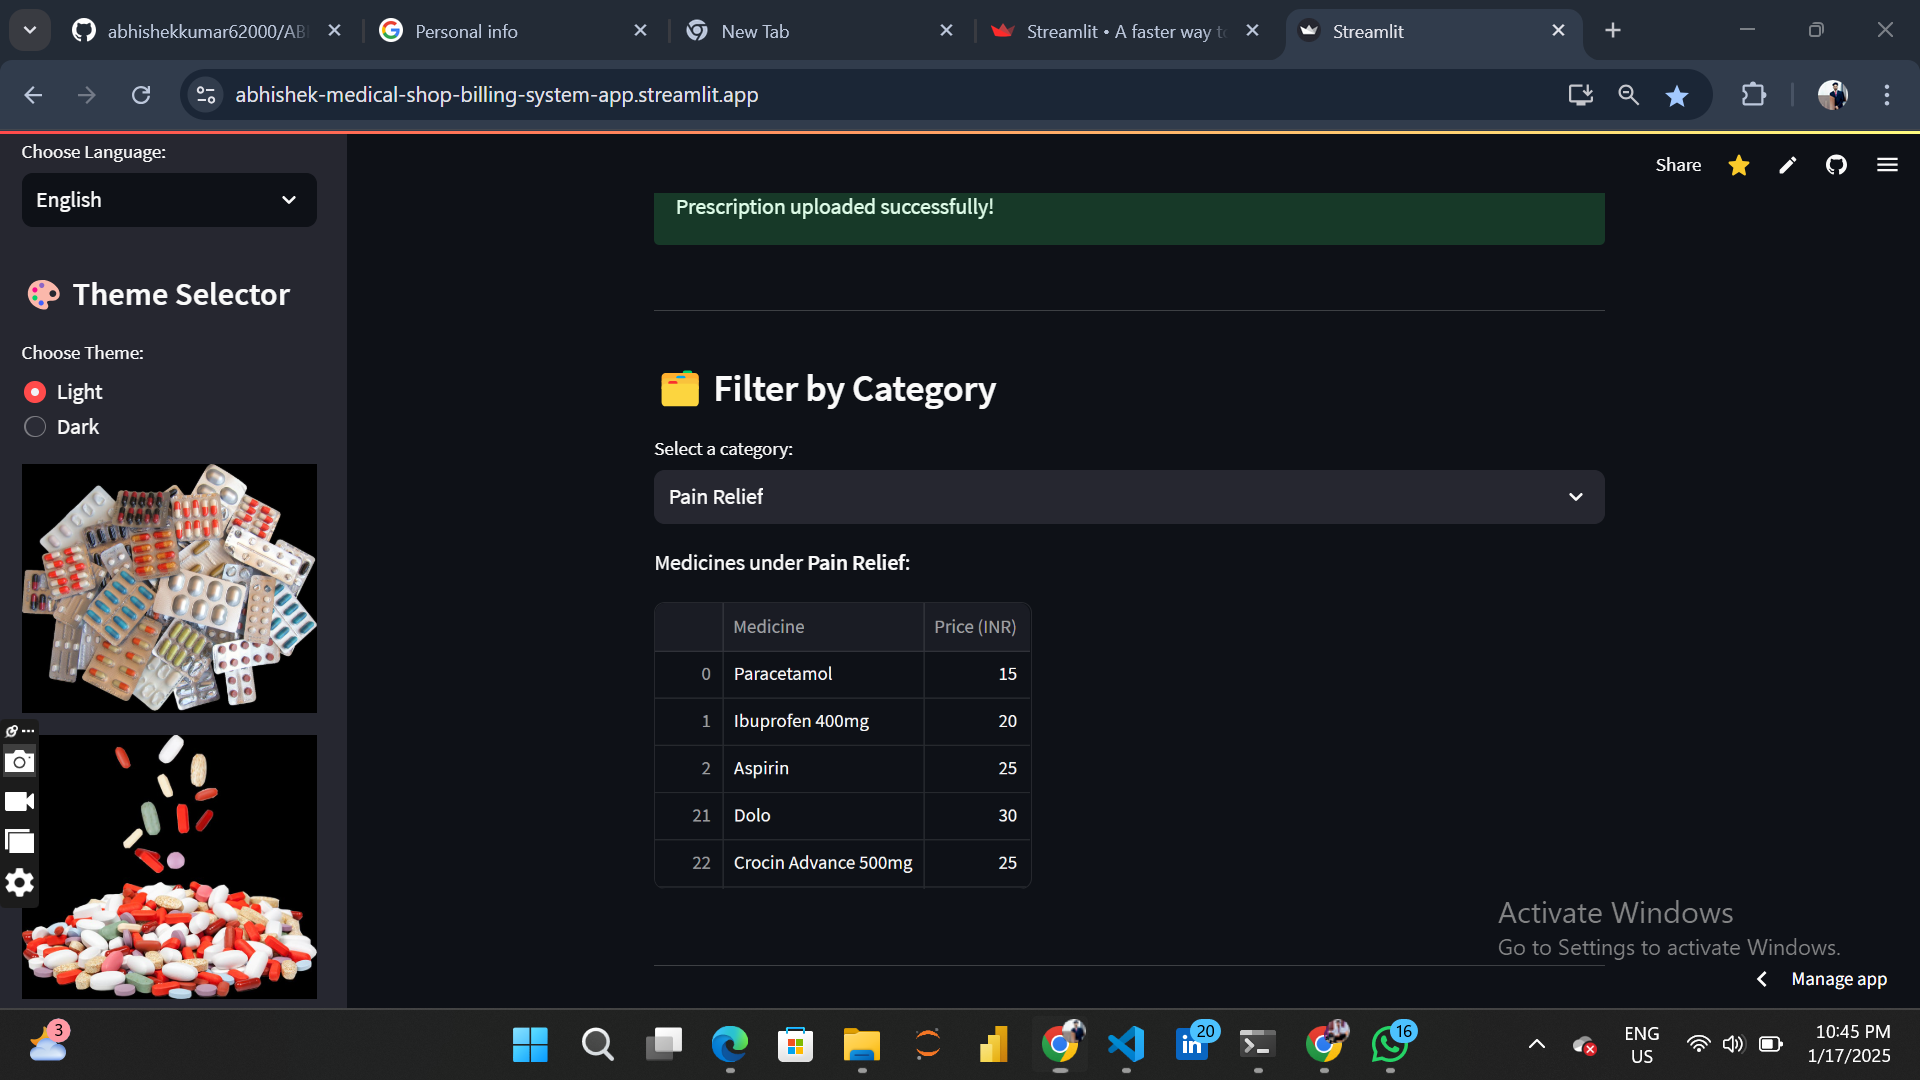 abhishekkumar62000/AB
Personal info
New Tab
Streamlit • A faster way to
Streamlit
abhishek-medical-shop-billing-system-app.streamlit.app
Choose Language:
English
Theme Selector
Choose Theme:
Light
Dark
Share
Prescription uploaded successfully!
Filter by Category
Select a category:
Pain Relief
Medicines under Pain Relief:
Medicine Price (INR)
0 Paracetamol 15
1 Ibuprofen 400mg 20
2 Aspirin 25
21 Dolo 30
22 Crocin Advance 500mg 25
Activate Windows
Go to Settings to activate Windows.
Manage app
3
in 20
16
ENG
US
10:45 PM
1/17/2025